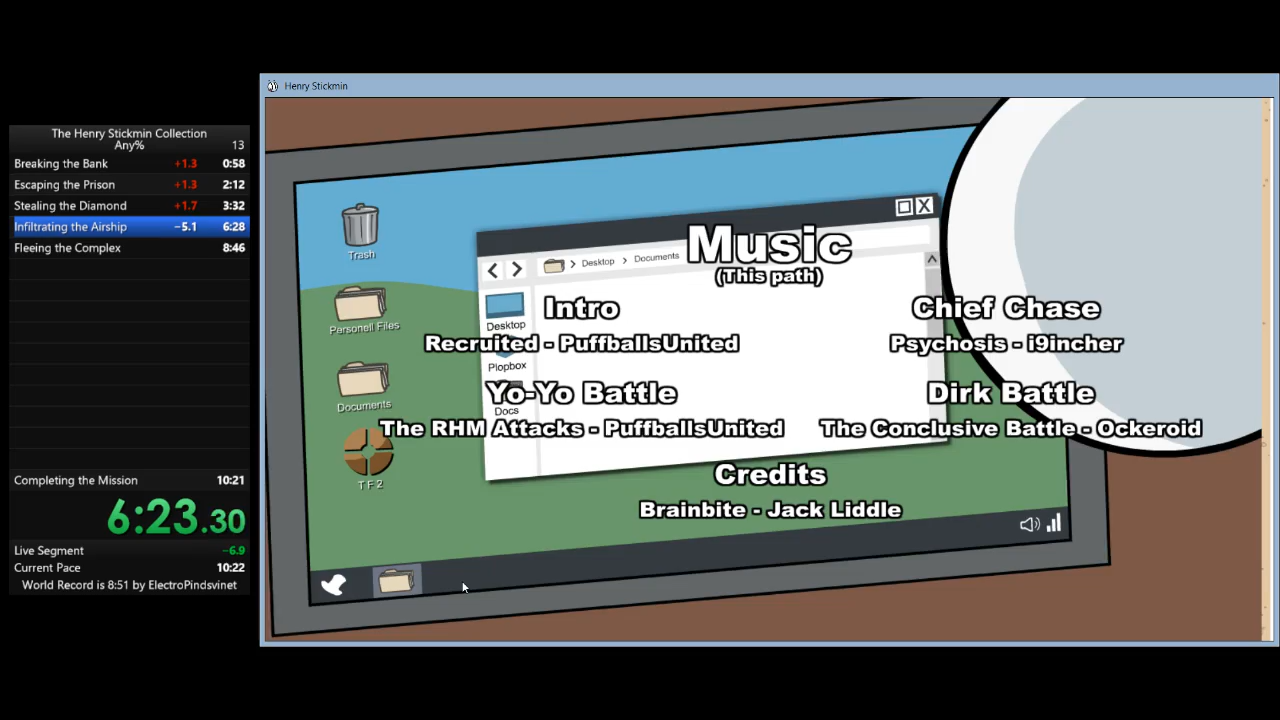 The Henry Stickmin Collection
Any%
13
Breaking the Bank +1.3 0:58
Escaping the Prison +1.3 2:12
Stealing the Diamond +1.7 3:32
Infiltrating the Airship −5.1 6:28
Fleeing the Complex 8:46
Completing the Mission 10:21
6:23.30
Live Segment −6.9
Current Pace 10:22
World Record is 8:51 by ElectroPindsvinet
Henry Stickmin
Trash
Personell Files
Documents
T F 2
X
Desktop > Documents
Desktop
Plopbox
Docs
Music
(This path)
Intro
Recruited - PuffballsUnited
Chief Chase
Psychosis - i9incher
Yo-Yo Battle
The RHM Attacks - PuffballsUnited
Dirk Battle
The Conclusive Battle - Ockeroid
Credits
Brainbite - Jack Liddle